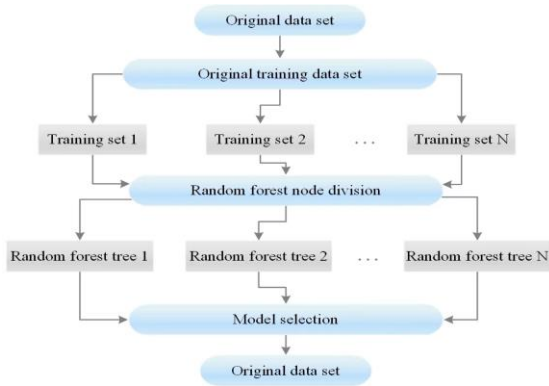 Original data set
Original training data set
Training set 1
Training set 2
. . .
Training set N
Random forest node division
Random forest tree 1
Random forest tree 2
. . .
Random forest tree N
Model selection
Original data set